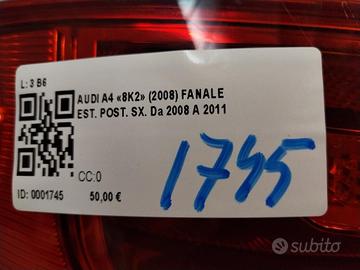 L: 3 B6
AUDI A4 «8K2» (2008) FANALE
EST. POST. SX. Da 2008 A 2011
CC:0
ID: 0001745
50,00 €
1745
subito